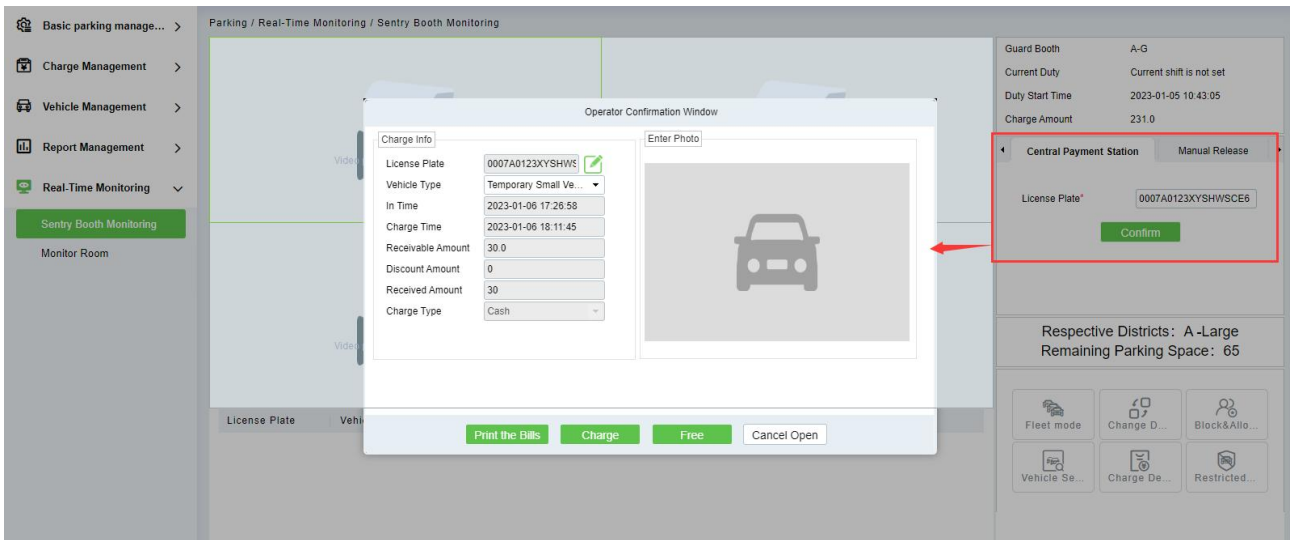 Basic parking manage...
Charge Management
Vehicle Management
Report Management
Real-Time Monitoring
Sentry Booth Monitoring
Monitor Room
Parking / Real-Time Monitoring / Sentry Booth Monitoring
Video
Video
License Plate
Vehi
Operator Confirmation Window
Charge Info
License Plate 0007A0123XYSHWS
Vehicle Type Temporary Small Ve...
In Time 2023-01-06 17:26:58
Charge Time 2023-01-06 18:11:45
Receivable Amount 30.0
Discount Amount 0
Received Amount 30
Charge Type Cash
Enter Photo
Print the Bills
Charge
Free
Cancel Open
Guard Booth A-G
Current Duty Current shift is not set
Duty Start Time 2023-01-05 10:43:05
Charge Amount 231.0
Central Payment Station
Manual Release
License Plate* 0007A0123XYSHWSCE6
Confirm
Respective Districts: A-Large
Remaining Parking Space: 65
Fleet mode
Change D...
Block&Allo...
Vehicle Se...
Charge De...
Restricted...